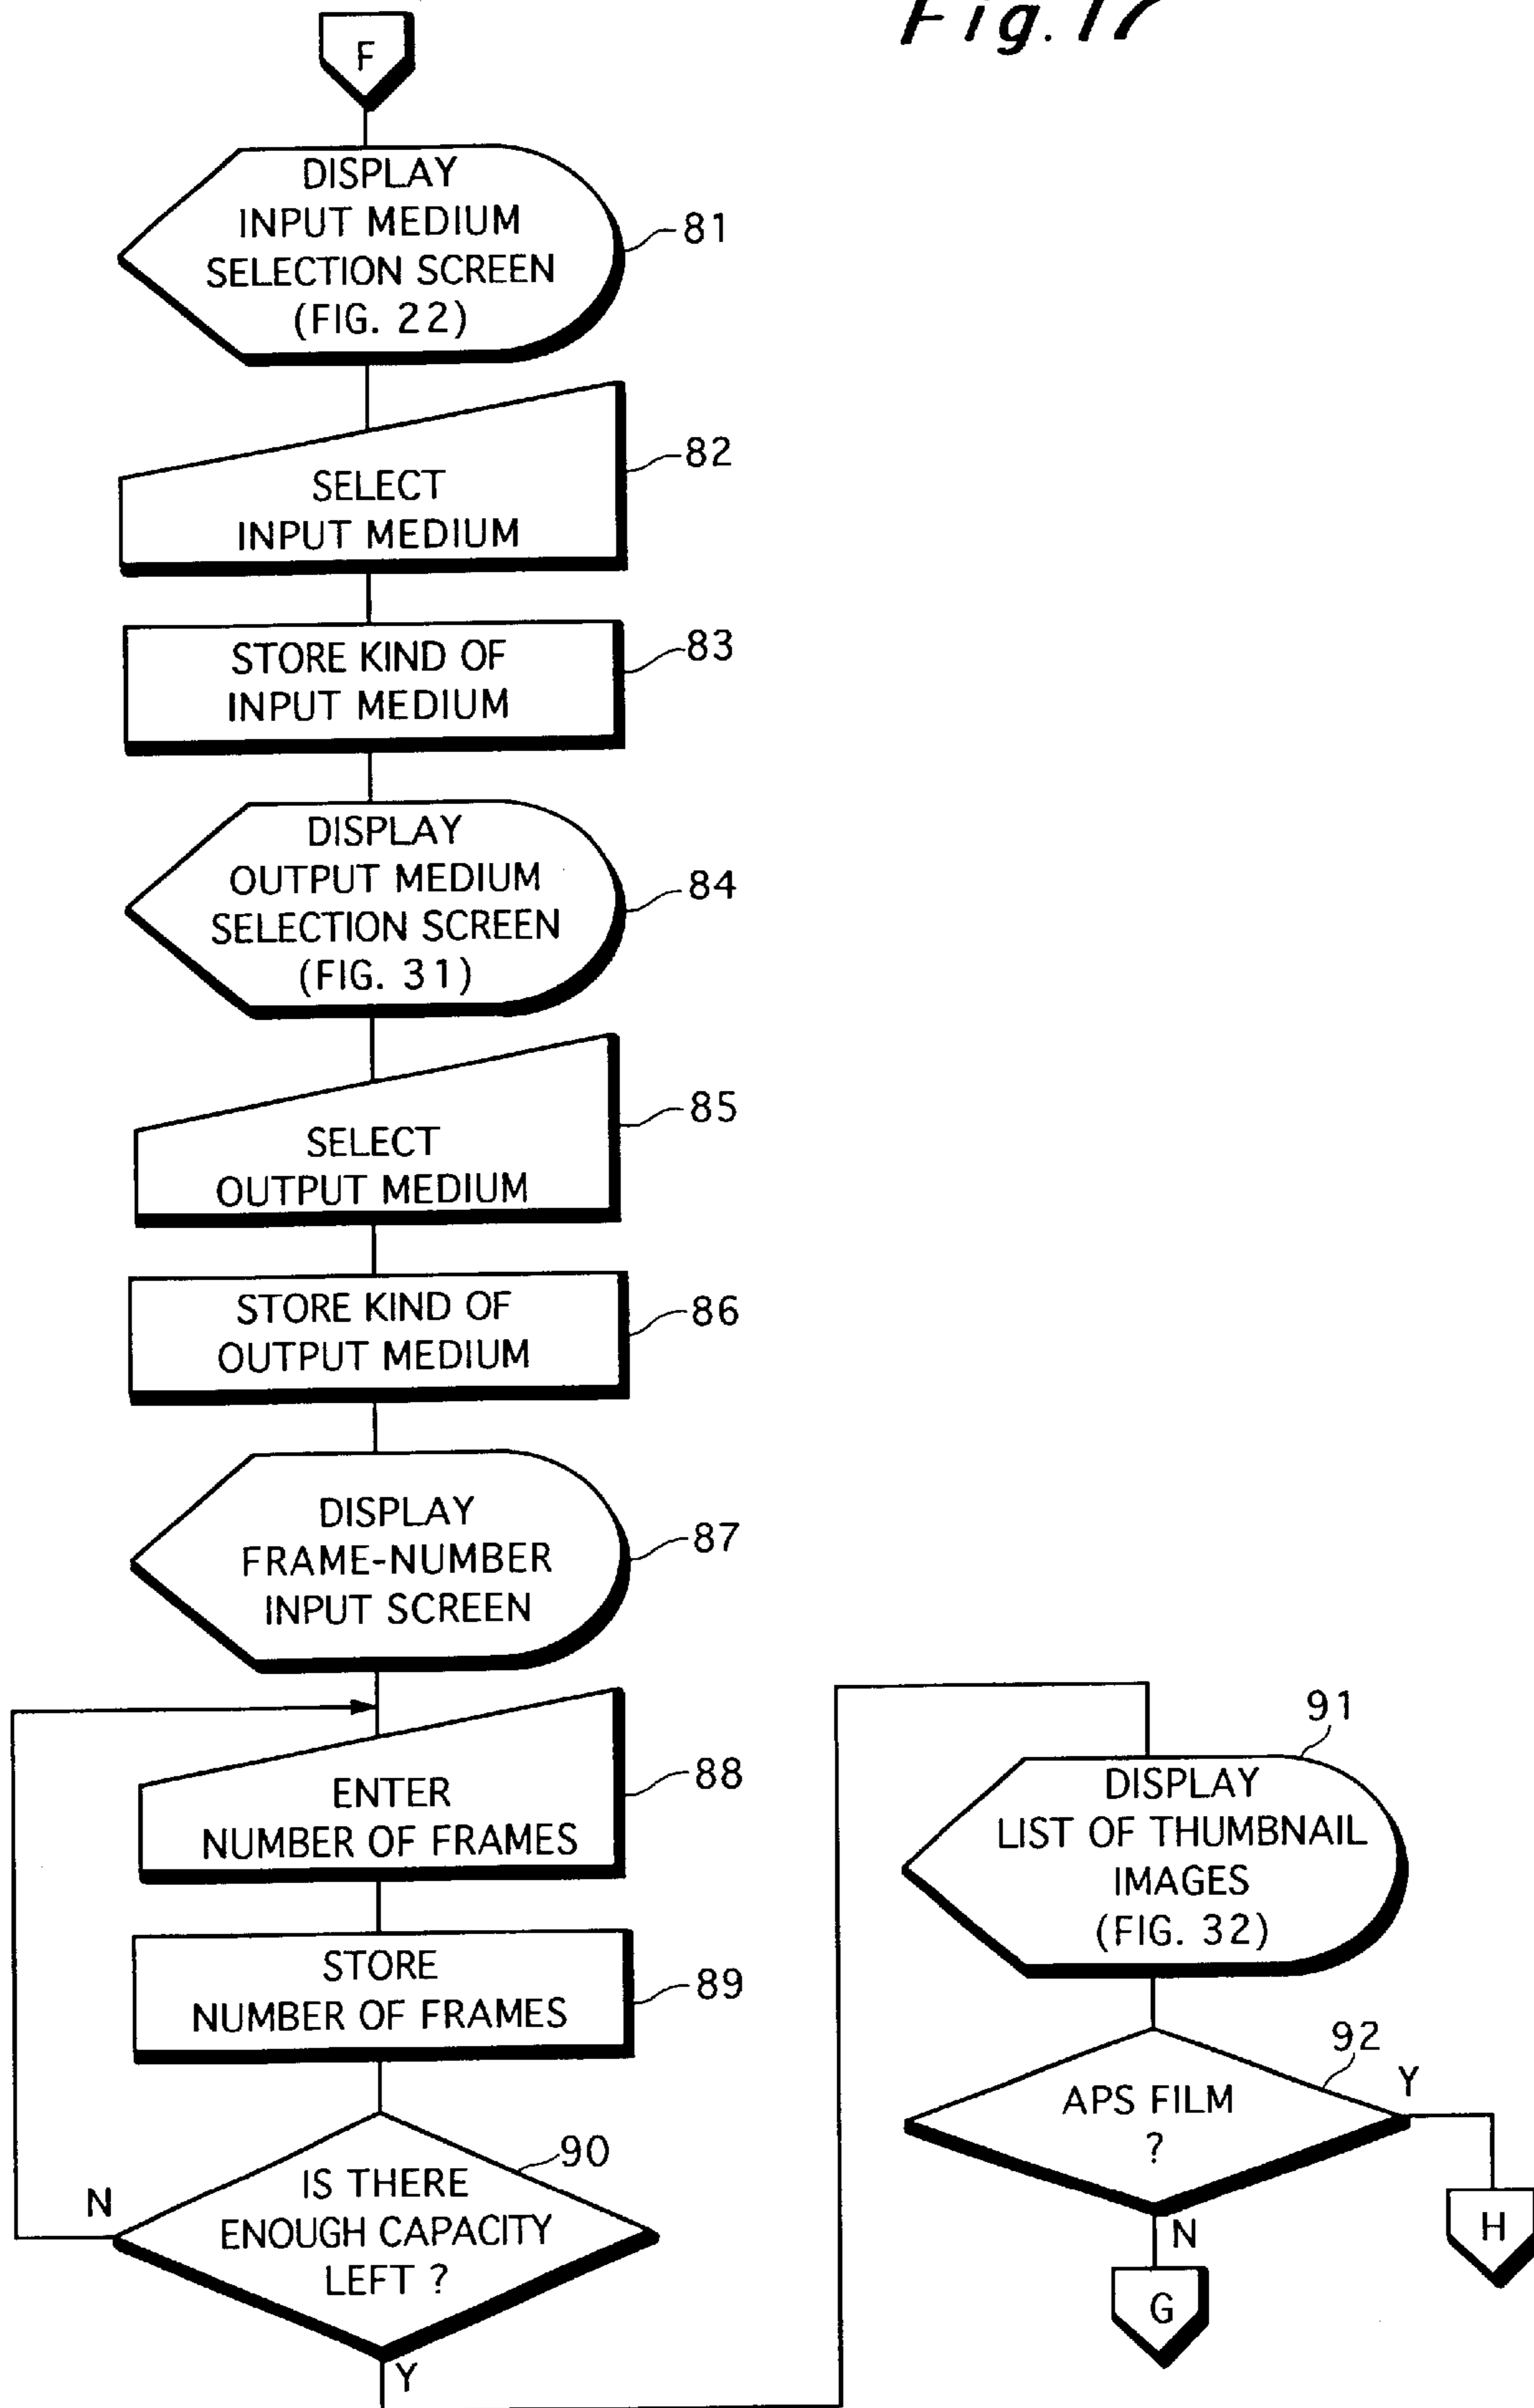 Fig. 17
F
DISPLAY
INPUT MEDIUM
SELECTION SCREEN
(FIG. 22)
81
SELECT
INPUT MEDIUM
82
STORE KIND OF
INPUT MEDIUM
83
DISPLAY
OUTPUT MEDIUM
SELECTION SCREEN
(FIG. 31)
84
SELECT
OUTPUT MEDIUM
85
STORE KIND OF
OUTPUT MEDIUM
86
DISPLAY
FRAME-NUMBER
INPUT SCREEN
87
ENTER
NUMBER OF FRAMES
88
STORE
NUMBER OF FRAMES
89
IS THERE
ENOUGH CAPACITY
LEFT ?
90
N
Y
91
DISPLAY
LIST OF THUMBNAIL
IMAGES
(FIG. 32)
92
APS FILM
?
Y
H
N
G